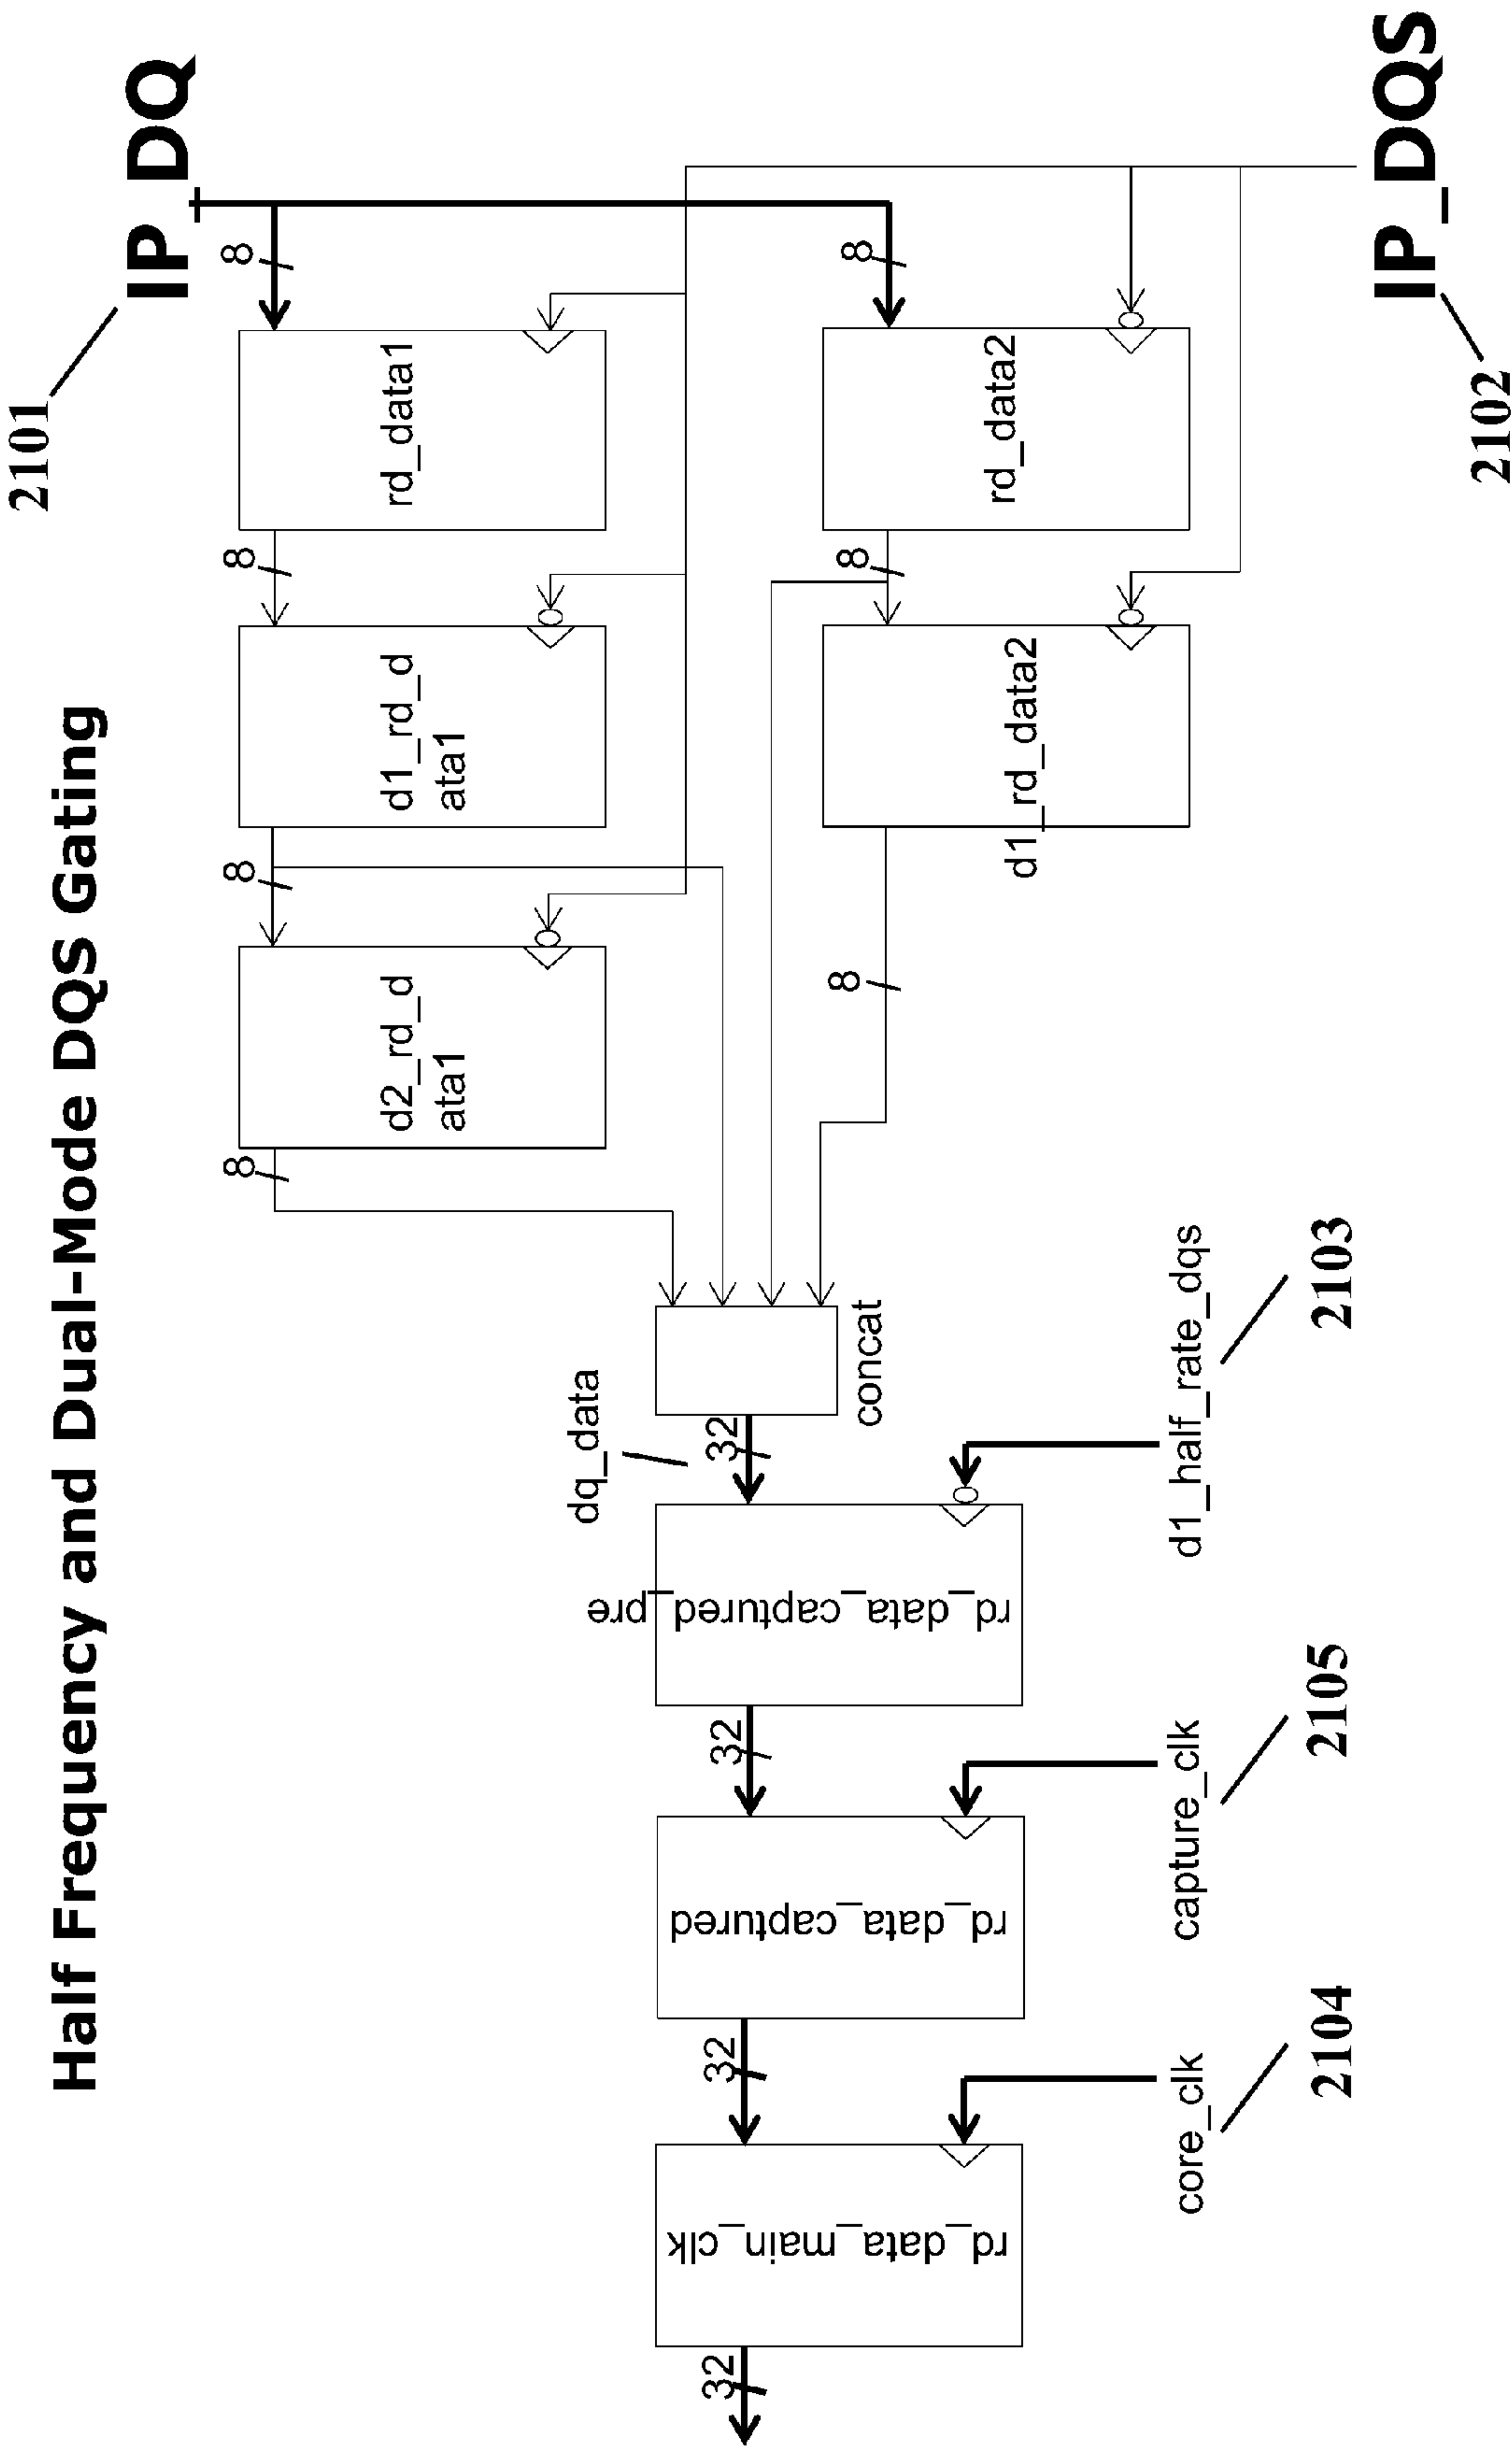 Half Frequency and Dual-Mode DQS Gating
2101
IP_DQ
8
rd_data1
8
d1_rd_d
ata1
8
d2_rd_d
ata1
8
8
rd_data2
8
d1_rd_data2
8
2102
IP_DQS
concat
dq_data
32
rd_data_captured_pre
d1_half_rate_dqs
2103
32
rd_data_captured
capture_clk
2105
32
rd_data_main_clk
core_clk
2104
32